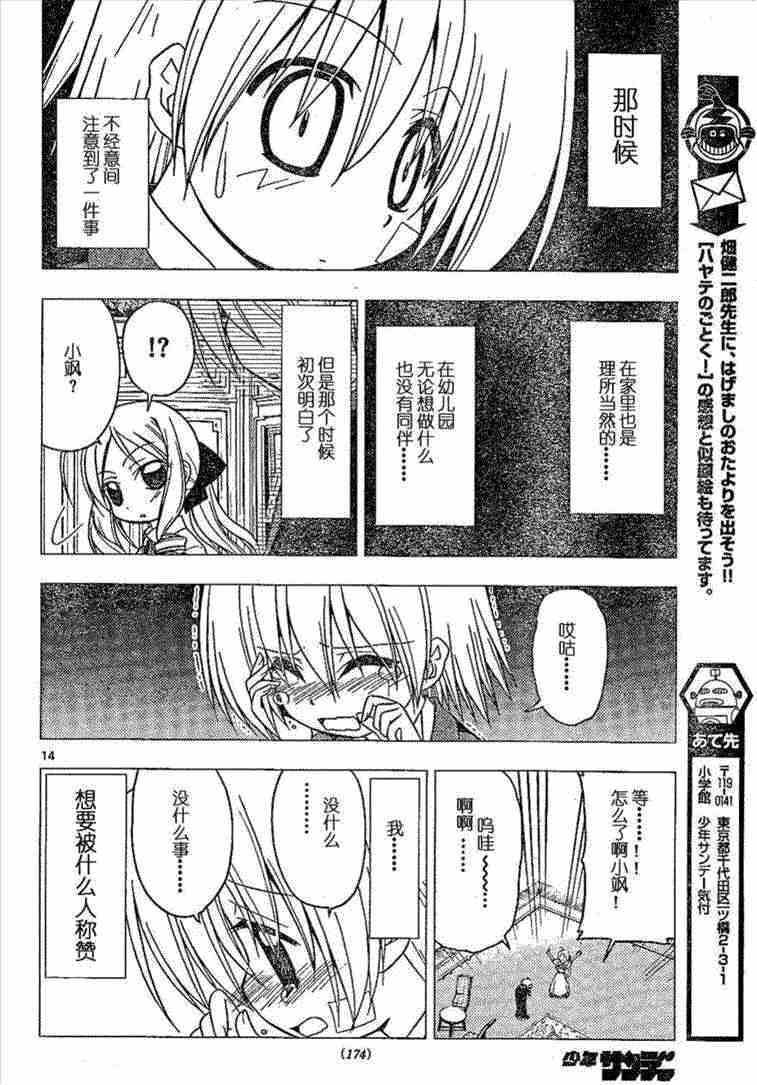 那时候
不经意间
注意到了一件事
在家里也是
理所当然的……
在幼儿园
无论想做什么
也没有同伴……
但是那个时候
初次明白了
!?
小飒？
哎咕……
14
等……！！
怎么了啊小飒！
呜哇~……
啊啊……
我……
没什么……
没什么事……
想要被什么人称赞
(174)
畑健二郎先生に、はげましのおたよりを出そう!!
【ハヤテのごとく！】の感想と似顔絵も待ってます。
あて先
〒119-0141 東京都千代田区一ツ橋2-3-1
小学館 少年サンデー気付
少年サンデー